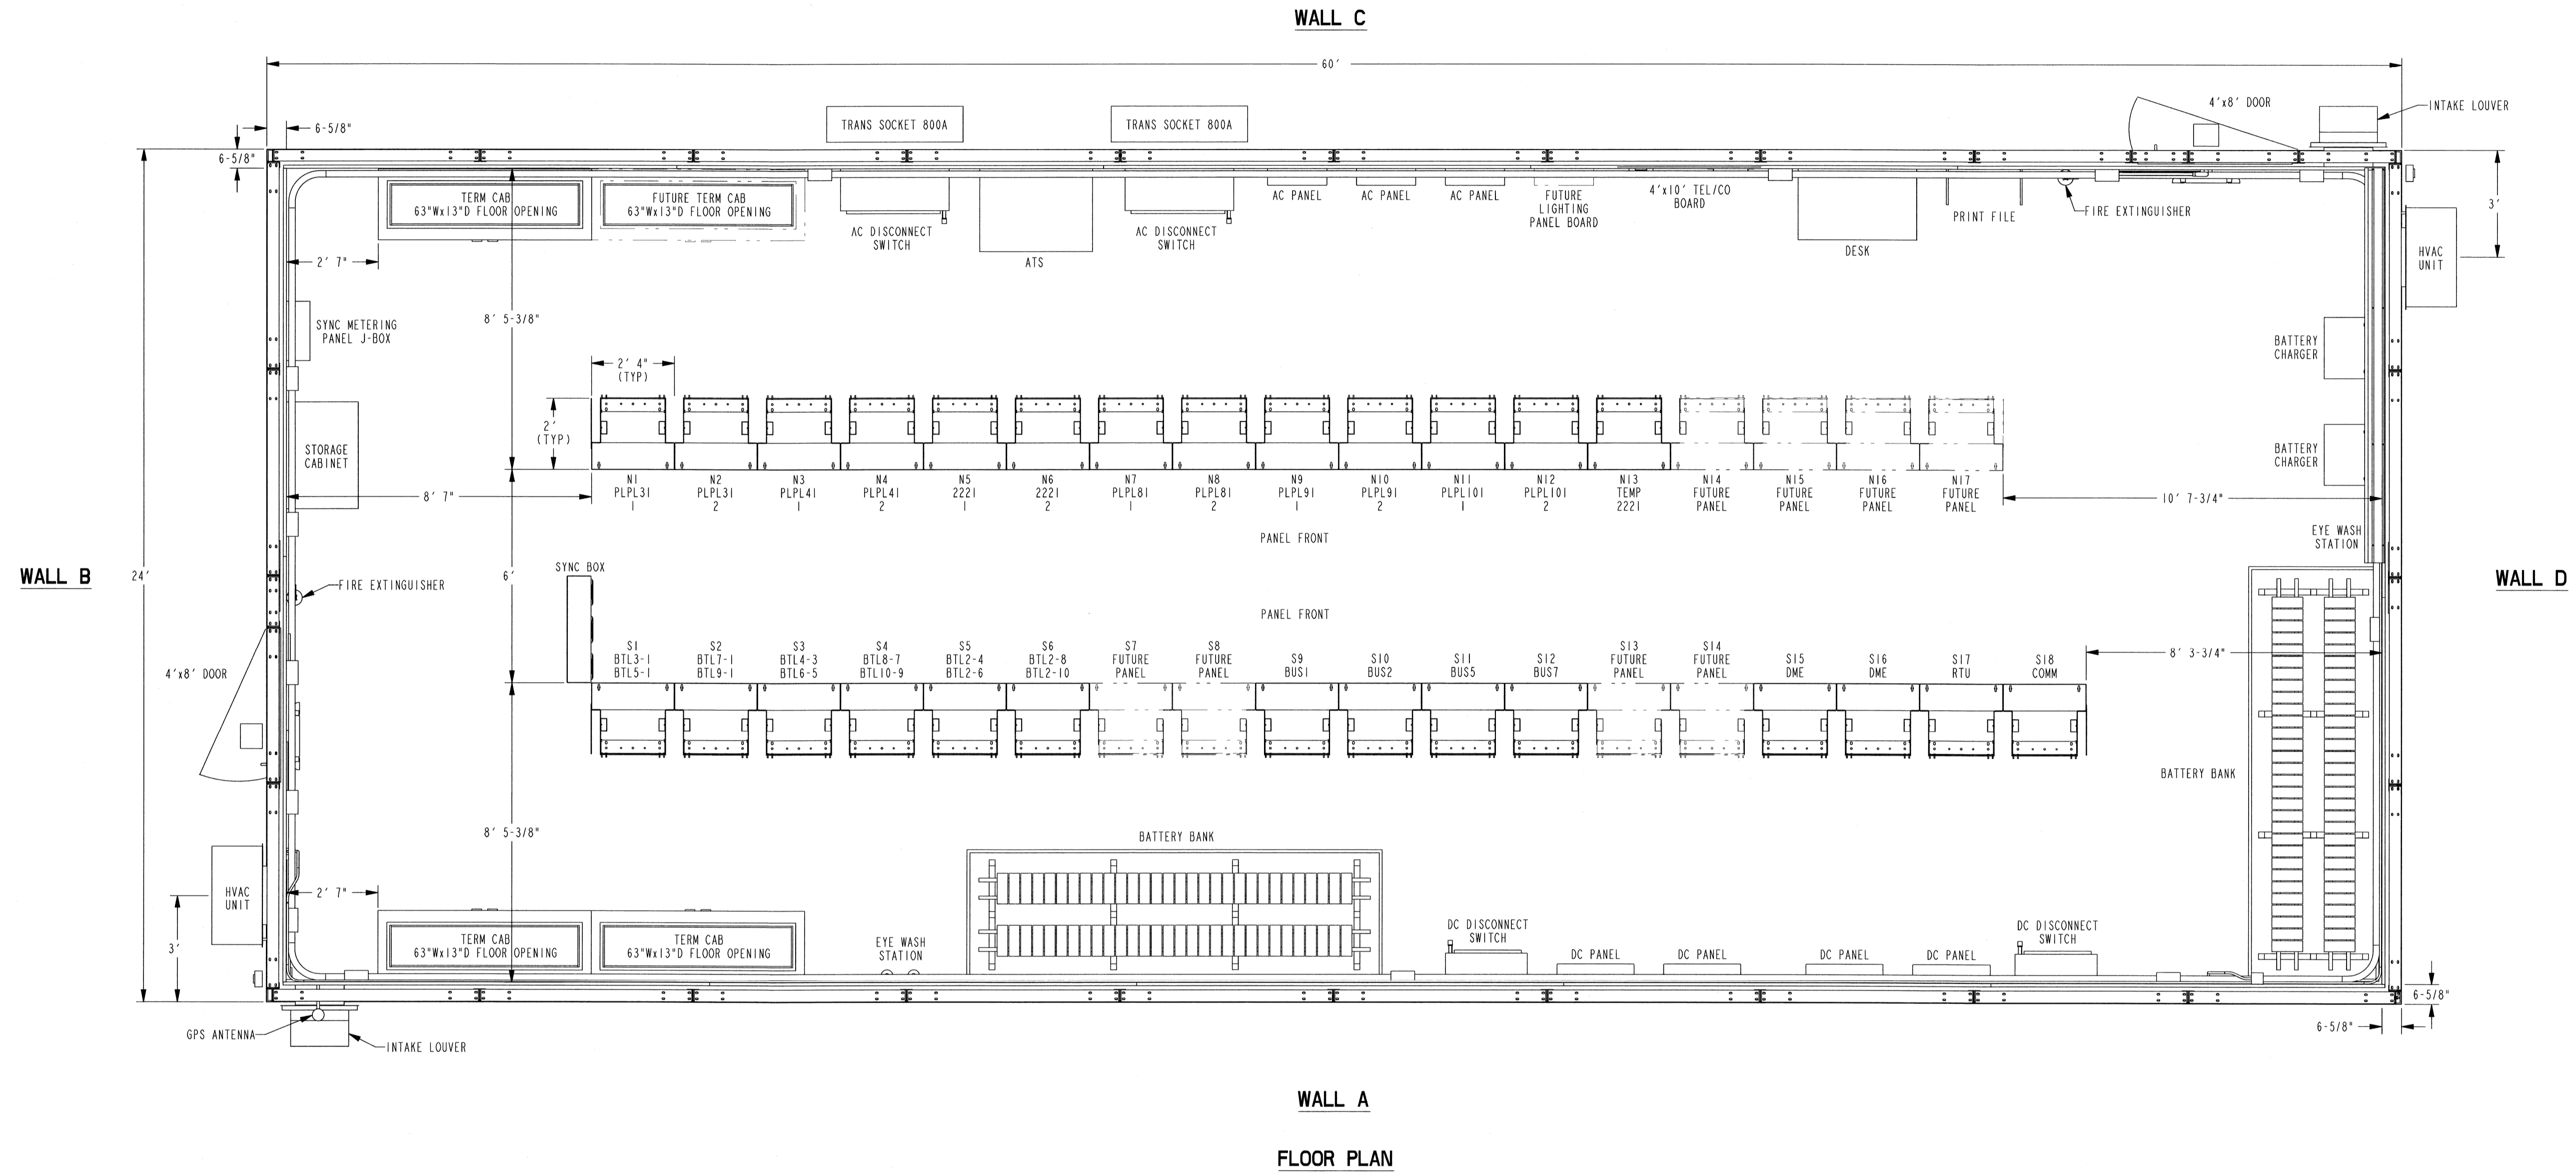 WALL C
60'
4'x8' DOOR
INTAKE LOUVER
TRANS SOCKET 800A
TRANS SOCKET 800A
6-5/8"
6-5/8"
TERM CAB
63"Wx13"D FLOOR OPENING
FUTURE TERM CAB
63"Wx13"D FLOOR OPENING
AC DISCONNECT
SWITCH
ATS
AC DISCONNECT
SWITCH
AC PANEL
AC PANEL
AC PANEL
FUTURE
LIGHTING
PANEL BOARD
4'x10' TEL/CO
BOARD
DESK
PRINT FILE
FIRE EXTINGUISHER
3'
HVAC
UNIT
2' 7"
8' 5-3/8"
SYNC METERING
PANEL J-BOX
2' 4"
(TYP)
2'
(TYP)
BATTERY
CHARGER
STORAGE
CABINET
BATTERY
CHARGER
N1
PLPL31
1
N2
PLPL31
2
N3
PLPL41
1
N4
PLPL41
2
N5
2221
1
N6
2221
2
N7
PLPL81
1
N8
PLPL81
2
N9
PLPL91
1
N10
PLPL91
2
N11
PLPL101
1
N12
PLPL101
2
N13
TEMP
2221
N14
FUTURE
PANEL
N15
FUTURE
PANEL
N16
FUTURE
PANEL
N17
FUTURE
PANEL
8' 7"
10' 7-3/4"
PANEL FRONT
EYE WASH
STATION
WALL B
24'
6'
SYNC BOX
FIRE EXTINGUISHER
WALL D
PANEL FRONT
4'x8' DOOR
S1
BTL3-1
BTL5-1
S2
BTL7-1
BTL9-1
S3
BTL4-3
BTL6-5
S4
BTL8-7
BTL10-9
S5
BTL2-4
BTL2-6
S6
BTL2-8
BTL2-10
S7
FUTURE
PANEL
S8
FUTURE
PANEL
S9
BUS1
S10
BUS2
S11
BUS5
S12
BUS7
S13
FUTURE
PANEL
S14
FUTURE
PANEL
S15
DME
S16
DME
S17
RTU
S18
COMM
8' 3-3/4"
BATTERY BANK
8' 5-3/8"
BATTERY BANK
HVAC
UNIT
3'
2' 7"
TERM CAB
63"Wx13"D FLOOR OPENING
TERM CAB
63"Wx13"D FLOOR OPENING
EYE WASH
STATION
DC DISCONNECT
SWITCH
DC PANEL
DC PANEL
DC PANEL
DC PANEL
DC DISCONNECT
SWITCH
6-5/8"
6-5/8"
GPS ANTENNA
INTAKE LOUVER
WALL A
FLOOR PLAN